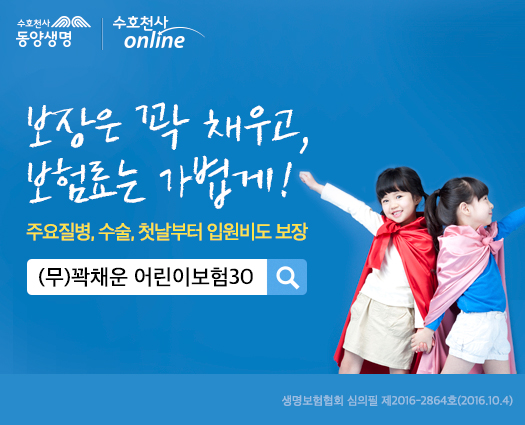 수호천사
동양생명
수호천사
online
보장은 꽉 채우고,
보험료는 가볍게!
주요질병, 수술, 첫날부터 입원비도 보장
(무)꽉채운 어린이보험30
생명보험협회 심의필 제2016-2864호(2016.10.4)